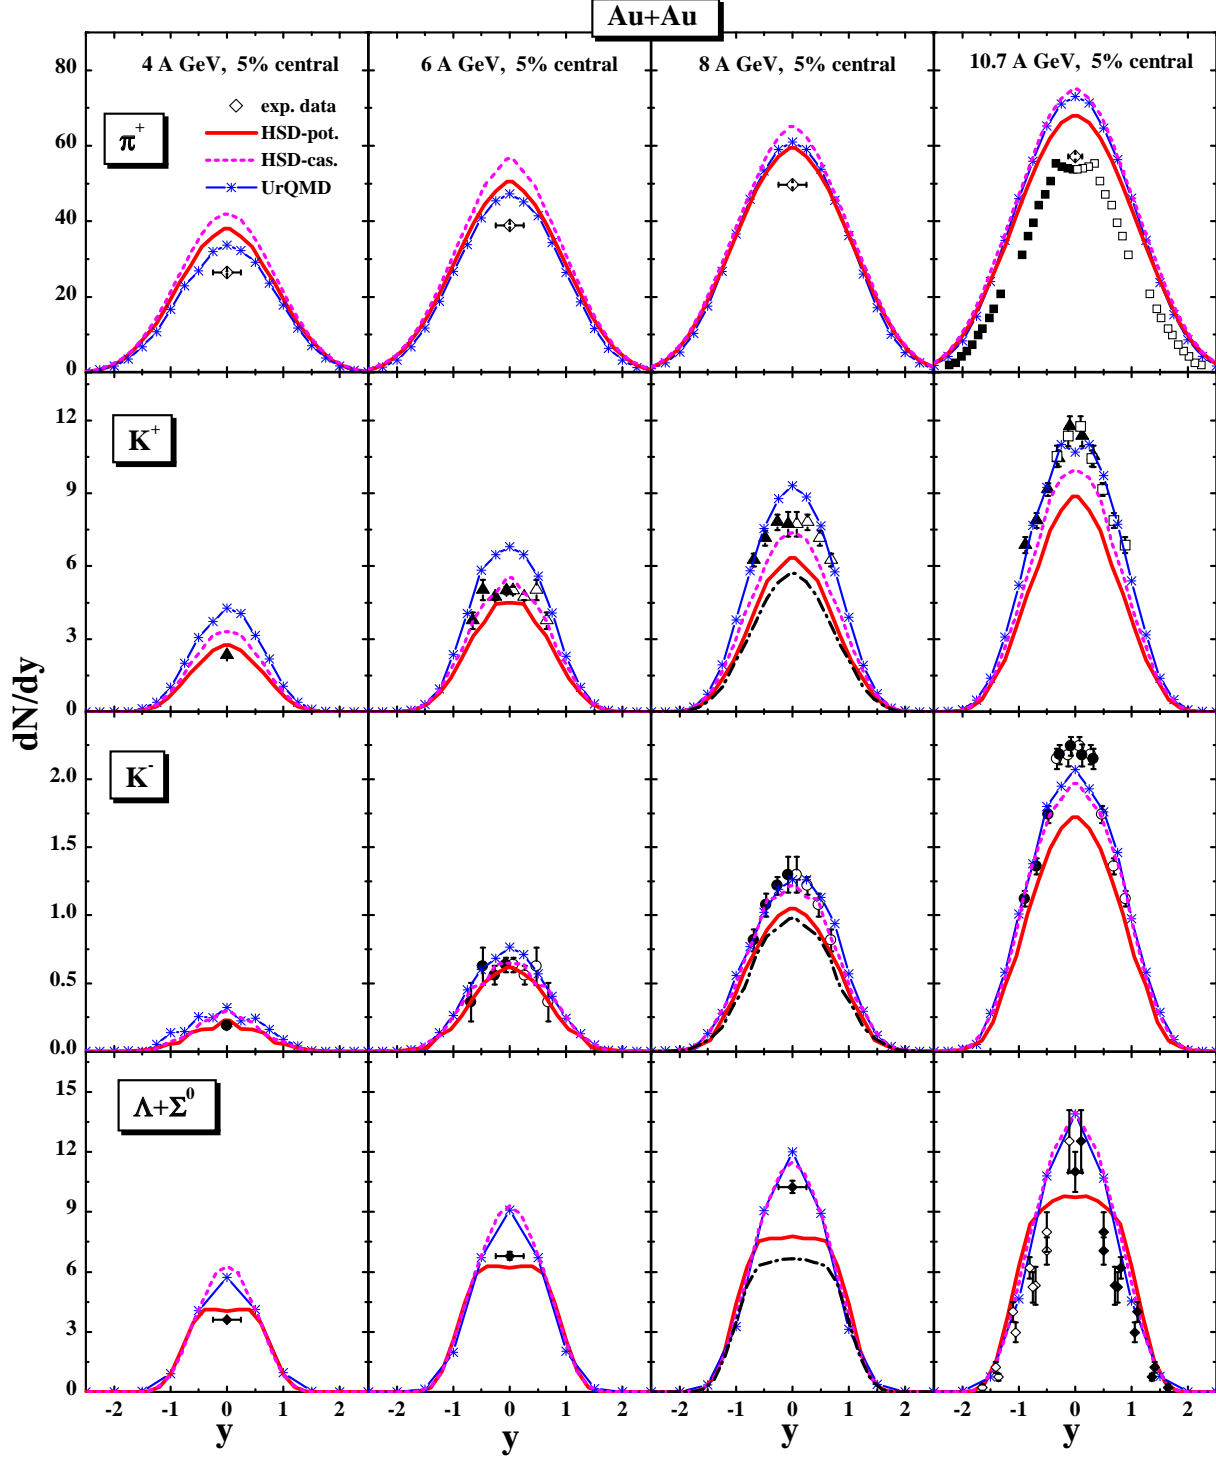 Au+Au
4 A GeV, 5% central
6 A GeV, 5% central
8 A GeV, 5% central
10.7 A GeV, 5% central
π+
exp. data
HSD-pot.
HSD-cas.
UrQMD
80
60
40
20
0
K+
12
9
6
3
0
dN/dy
K-
2.0
1.5
1.0
0.5
0.0
Λ+Σ0
15
12
9
6
3
0
-2 -1 0 1 2 -2 -1 0 1 2 -2 -1 0 1 2 -2 -1 0 1 2
y y y y